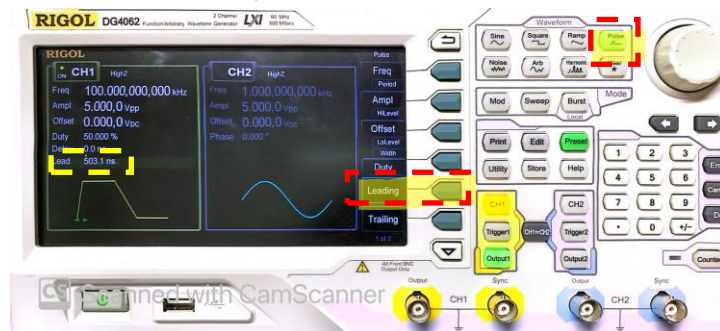 RIGOL DG4062 Function/Arbitrary Waveform Generator 2 Channel LXI 60 MHz 500 MSa/s
RIGOL
ON CH1 HighZ
Freq 100.000,000,000 kHz
Ampl 5.000,0 Vpp
Offset 0.000,0 VDC
Duty 50.000 %
0.0
Lead 503.1 ns
CH2 HighZ
Freq 1.000,000,000 kHz
Ampl 5.000,0 Vpp
Offset 0.000,0 VDC
Phase 0.000 °
Pulse
Freq
Period
Ampl
HiLevel
Offset
LoLevel
Width
Duty
Leading
Trailing
1 of 2
Waveform
Sine Square Ramp Pulse
Noise Arb Harmonic User
Mod Sweep Burst Mode
Local
Print Edit Preset
Utility Store Help
CH1 CH2
Trigger1 CH1⇌CH2 Trigger2
Output1 Output2
1 2 3
4 5 6
7 8 9
· 0 +/-
Counter
All Front BNC
Output Only
Output CH1 Sync
Output CH2 Sync
CS Scanned with CamScanner